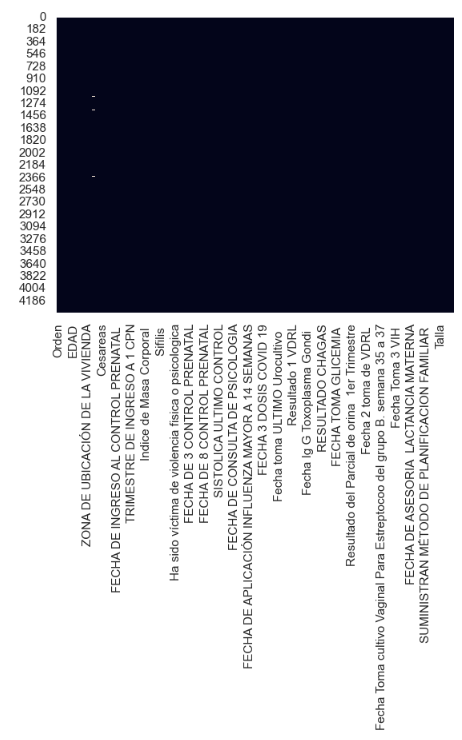 0
182
364
546
728
910
1092
1274
1456
1638
1820
2002
2184
2366
2548
2730
2912
3094
3276
3458
3640
3822
4004
4186
Orden
EDAD
ZONA DE UBICACIÓN DE LA VIVIENDA
Cesareas
FECHA DE INGRESO AL CONTROL PRENATAL
TRIMESTRE DE INGRESO A 1 CPN
Indice de Masa Corporal
Sifilis
Ha sido víctima de violencia física o psicologica
FECHA DE 3 CONTROL PRENATAL
FECHA DE 8 CONTROL PRENATAL
SISTOLICA ULTIMO CONTROL
FECHA DE CONSULTA DE PSICOLOGIA
FECHA DE APLICACIÓN INFLUENZA MAYOR A 14 SEMANAS
FECHA 3 DOSIS COVID 19
Fecha toma ULTIMO Urocultivo
Resultado 1 VDRL
Fecha Ig G Toxoplasma Gondi
RESULTADO CHAGAS
FECHA TOMA GLICEMIA
Resultado del Parcial de orina 1er Trimestre
Fecha 2 toma de VDRL
Fecha Toma cultivo Vaginal Para Estreptocoo del grupo B. semana 35 a 37
Fecha Toma 3 VIH
FECHA DE ASESORIA LACTANCIA MATERNA
SUMINISTRAN METODO DE PLANIFICACION FAMILIAR
Talla